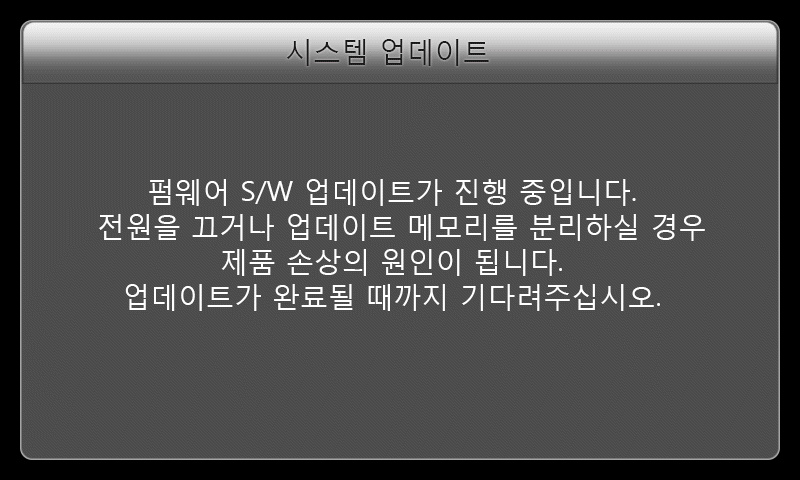 시스템 업데이트
펌웨어 S/W 업데이트가 진행 중입니다.
전원을 끄거나 업데이트 메모리를 분리하실 경우
제품 손상의 원인이 됩니다.
업데이트가 완료될 때까지 기다려주십시오.